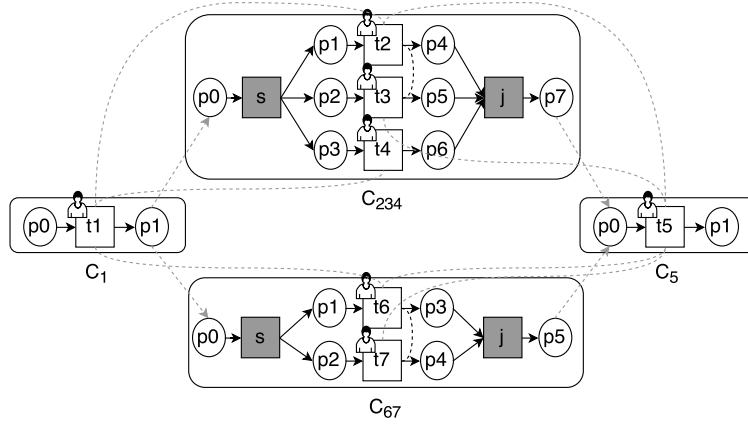 p1 t2 p4
p0 s p2 t3 p5 j p7
p3 t4 p6
C234
p0 t1 p1
C1
p0 t5 p1
C5
p1 t6 p3
p0 s j p5
p2 t7 p4
C67